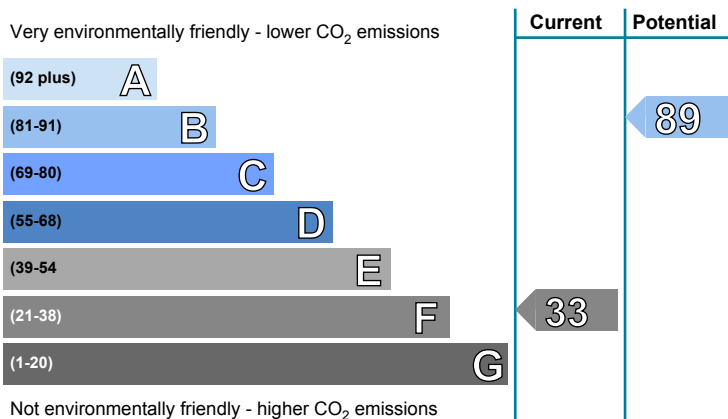 Current Potential
Very environmentally friendly - lower CO2 emissions
(92 plus) A
(81-91) B
89
(69-80) C
(55-68) D
(39-54 E
(21-38) F
33
(1-20) G
Not environmentally friendly - higher CO2 emissions